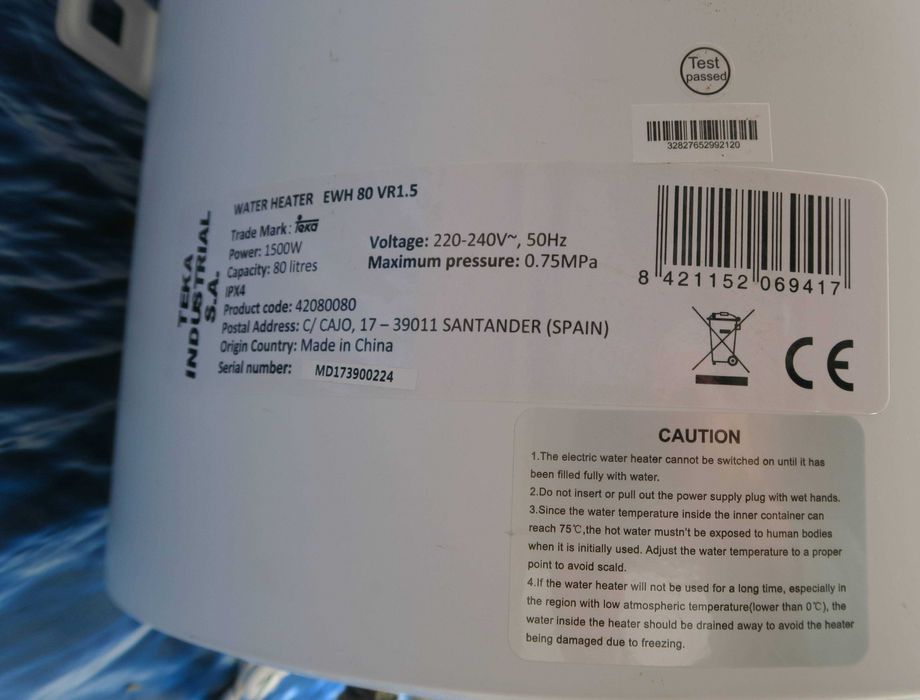 Test
passed
32827652992120
TEKA
INDUSTRIAL
S.A.
WATER HEATER EWH 80 VR1.5
Trade Mark: teka
Power: 1500W
Capacity: 80 litres
IPX4
Voltage: 220-240V~, 50Hz
Maximum pressure: 0.75MPa
Product code: 42080080
Postal Address: C/ CAJO, 17 – 39011 SANTANDER (SPAIN)
Origin Country: Made in China
Serial number: MD173900224
8 421152 069417
CE
CAUTION
1.The electric water heater cannot be switched on until it has
been filled fully with water.
2.Do not insert or pull out the power supply plug with wet hands.
3.Since the water temperature inside the inner container can
reach 75℃,the hot water mustn't be exposed to human bodies
when it is initially used. Adjust the water temperature to a proper
point to avoid scald.
4.If the water heater will not be used for a long time, especially in
the region with low atmospheric temperature(lower than 0℃), the
water inside the heater should be drained away to avoid the heater
being damaged due to freezing.